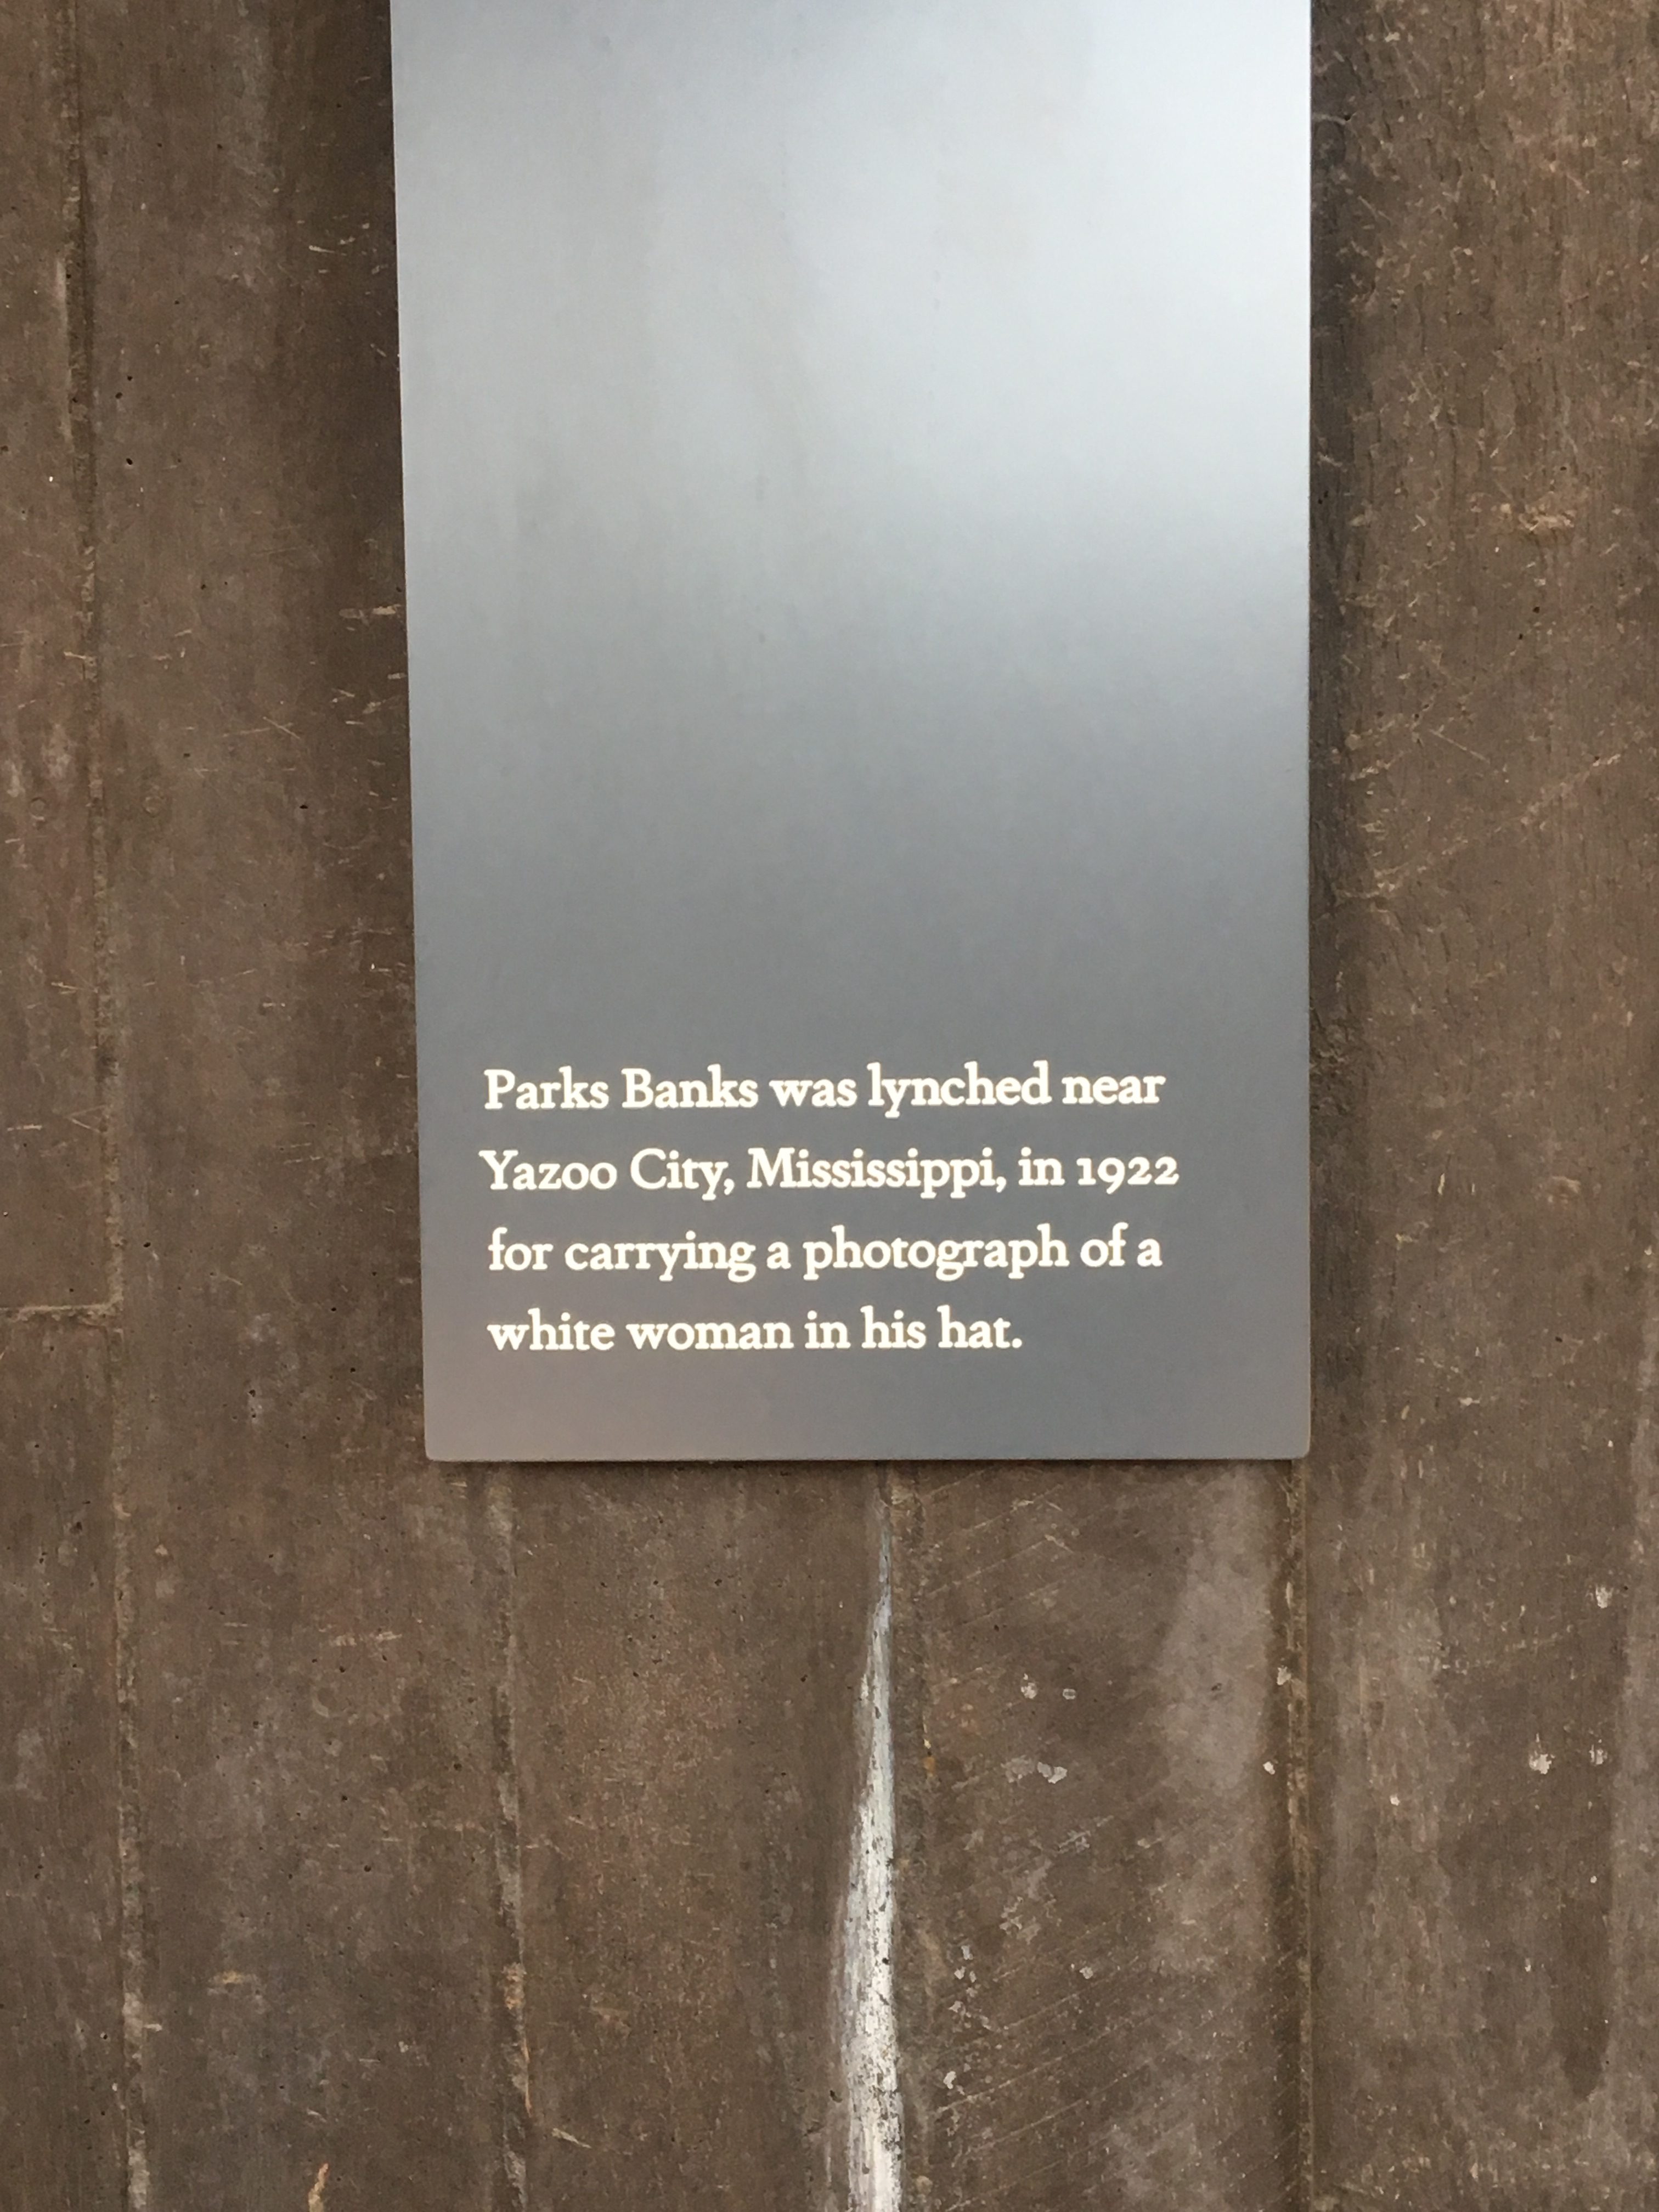 Parks Banks was lynched near
Yazoo City, Mississippi, in 1922
for carrying a photograph of a
white woman in his hat.